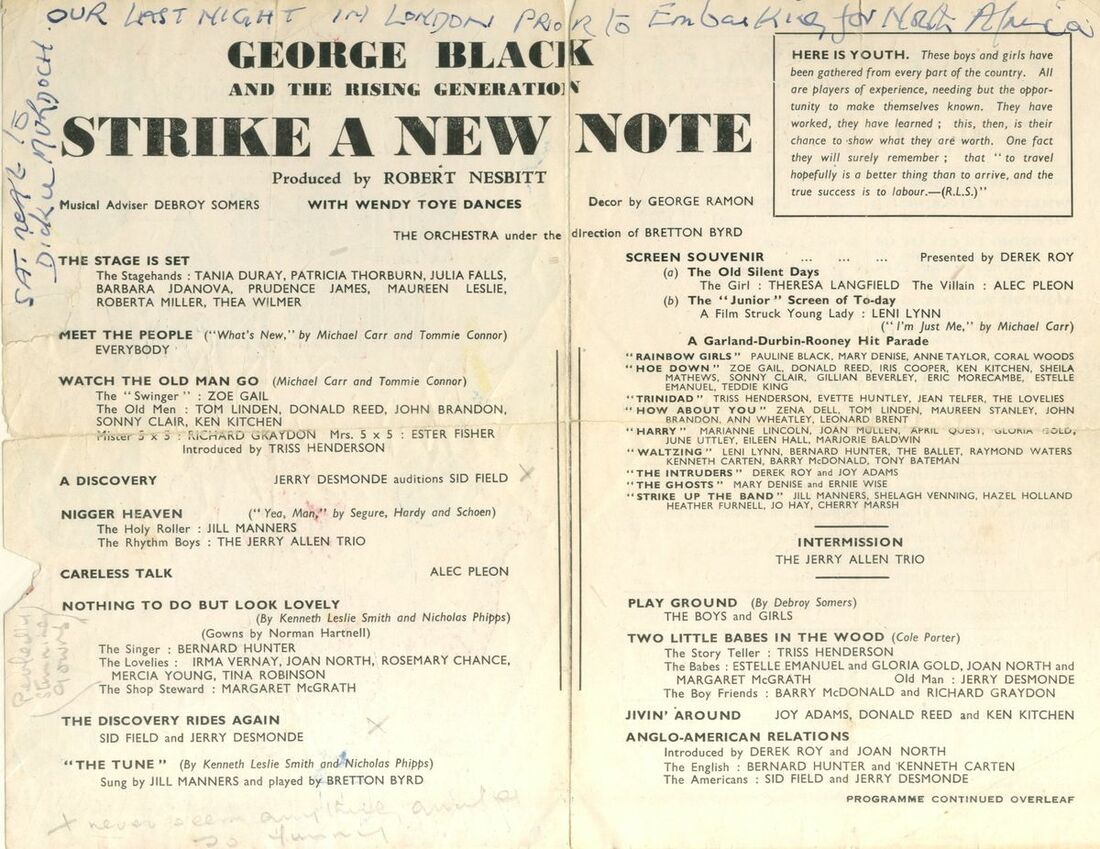 OUR LAST NIGHT IN LONDON PRIOR TO Embarking for North Africa
SAT NEXT TO
DICKIE MURDOCH.
GEORGE BLACK
AND THE RISING GENERATION
STRIKE A NEW NOTE
Produced by ROBERT NESBITT
Musical Adviser DEBROY SOMERS WITH WENDY TOYE DANCES Decor by GEORGE RAMON
THE ORCHESTRA under the direction of BRETTON BYRD
HERE IS YOUTH. These boys and girls have
been gathered from every part of the country. All
are players of experience, needing but the oppor-
tunity to make themselves known. They have
worked, they have learned ; this, then, is their
chance to show what they are worth. One fact
they will surely remember ; that “ to travel
hopefully is a better thing than to arrive, and the
true success is to labour.—(R.L.S.)”
THE STAGE IS SET
The Stagehands : TANIA DURAY, PATRICIA THORBURN, JULIA FALLS,
BARBARA JDANOVA, PRUDENCE JAMES, MAUREEN LESLIE,
ROBERTA MILLER, THEA WILMER
MEET THE PEOPLE (“What's New,” by Michael Carr and Tommie Connor)
EVERYBODY
WATCH THE OLD MAN GO (Michael Carr and Tommie Connor)
The “Swinger” : ZOE GAIL
The Old Men : TOM LINDEN, DONALD REED, JOHN BRANDON,
SONNY CLAIR, KEN KITCHEN
Mister 5 x 5 : RICHARD GRAYDON Mrs. 5 x 5 : ESTER FISHER
Introduced by TRISS HENDERSON
A DISCOVERY JERRY DESMONDE auditions SID FIELD x
NIGGER HEAVEN (“Yea, Man,” by Segure, Hardy and Schoen)
The Holy Roller : JILL MANNERS
The Rhythm Boys : THE JERRY ALLEN TRIO
CARELESS TALK ALEC PLEON
NOTHING TO DO BUT LOOK LOVELY
(By Kenneth Leslie Smith and Nicholas Phipps)
(Gowns by Norman Hartnell)
The Singer : BERNARD HUNTER
The Lovelies : IRMA VERNAY, JOAN NORTH, ROSEMARY CHANCE,
MERCIA YOUNG, TINA ROBINSON
The Shop Steward : MARGARET McGRATH
Perfectly
stunning
gowns
THE DISCOVERY RIDES AGAIN x
SID FIELD and JERRY DESMONDE
“THE TUNE” (By Kenneth Leslie Smith and Nicholas Phipps)
Sung by JILL MANNERS and played by BRETTON BYRD
x never seen anything quite
so funny
SCREEN SOUVENIR ... ... ... Presented by DEREK ROY
(a) The Old Silent Days
The Girl : THERESA LANGFIELD The Villain : ALEC PLEON
(b) The “Junior” Screen of To-day
A Film Struck Young Lady : LENI LYNN
(“I'm Just Me,” by Michael Carr)
A Garland-Durbin-Rooney Hit Parade
“RAINBOW GIRLS” PAULINE BLACK, MARY DENISE, ANNE TAYLOR, CORAL WOODS
“HOE DOWN” ZOE GAIL, DONALD REED, IRIS COOPER, KEN KITCHEN, SHEILA
MATHEWS, SONNY CLAIR, GILLIAN BEVERLEY, ERIC MORECAMBE, ESTELLE
EMANUEL, TEDDIE KING
“TRINIDAD” TRISS HENDERSON, EVETTE HUNTLEY, JEAN TELFER, THE LOVELIES
“HOW ABOUT YOU” ZENA DELL, TOM LINDEN, MAUREEN STANLEY, JOHN
BRANDON, ANN WHEATLEY, LEONARD BRENT
“HARRY” MARIANNE LINCOLN, JOAN MULLEN, APRIL QUEST, GLORIA GOLD,
JUNE UTTLEY, EILEEN HALL, MARJORIE BALDWIN
“WALTZING” LENI LYNN, BERNARD HUNTER, THE BALLET, RAYMOND WATERS
KENNETH CARTEN, BARRY McDONALD, TONY BATEMAN
“THE INTRUDERS” DEREK ROY and JOY ADAMS
“THE GHOSTS” MARY DENISE and ERNIE WISE
“STRIKE UP THE BAND” JILL MANNERS, SHELAGH VENNING, HAZEL HOLLAND
HEATHER FURNELL, JO HAY, CHERRY MARSH
INTERMISSION
THE JERRY ALLEN TRIO
PLAY GROUND (By Debroy Somers)
THE BOYS and GIRLS
TWO LITTLE BABES IN THE WOOD (Cole Porter)
The Story Teller : TRISS HENDERSON
The Babes : ESTELLE EMANUEL and GLORIA GOLD, JOAN NORTH and
MARGARET McGRATH Old Man : JERRY DESMONDE
The Boy Friends : BARRY McDONALD and RICHARD GRAYDON
JIVIN' AROUND JOY ADAMS, DONALD REED and KEN KITCHEN
ANGLO-AMERICAN RELATIONS
Introduced by DEREK ROY and JOAN NORTH
The English : BERNARD HUNTER and KENNETH CARTEN
The Americans : SID FIELD and JERRY DESMONDE
PROGRAMME CONTINUED OVERLEAF